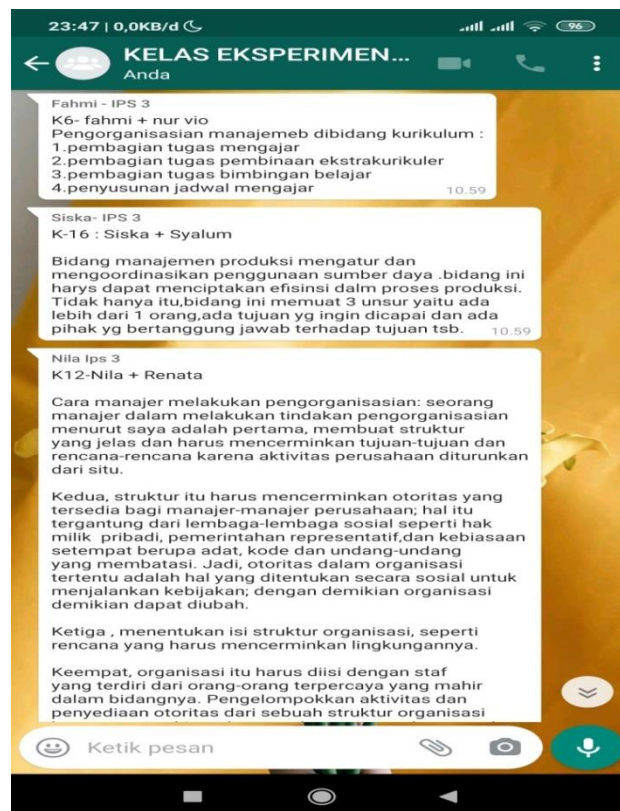 23:47 | 0,0KB/d
96
KELAS EKSPERIMEN...
Anda
Fahmi - IPS 3
K6- fahmi + nur vio
Pengorganisasian manajemeb dibidang kurikulum :
1.pembagian tugas mengajar
2.pembagian tugas pembinaan ekstrakurikuler
3.pembagian tugas bimbingan belajar
4.penyusunan jadwal mengajar
10.59
Siska- IPS 3
K-16 : Siska + Syalum
Bidang manajemen produksi mengatur dan
mengoordinasikan penggunaan sumber daya .bidang ini
harys dapat menciptakan efisinsi dalm proses produksi.
Tidak hanya itu,bidang ini memuat 3 unsur yaitu ada
lebih dari 1 orang,ada tujuan yg ingin dicapai dan ada
pihak yg bertanggung jawab terhadap tujuan tsb.
10.59
Nila Ips 3
K12-Nila + Renata
Cara manajer melakukan pengorganisasian: seorang
manajer dalam melakukan tindakan pengorganisasian
menurut saya adalah pertama, membuat struktur
yang jelas dan harus mencerminkan tujuan-tujuan dan
rencana-rencana karena aktivitas perusahaan diturunkan
dari situ.
Kedua, struktur itu harus mencerminkan otoritas yang
tersedia bagi manajer-manajer perusahaan; hal itu
tergantung dari lembaga-lembaga sosial seperti hak
milik pribadi, pemerintahan representatif,dan kebiasaan
setempat berupa adat, kode dan undang-undang
yang membatasi. Jadi, otoritas dalam organisasi
tertentu adalah hal yang ditentukan secara sosial untuk
menjalankan kebijakan; dengan demikian organisasi
demikian dapat diubah.
Ketiga , menentukan isi struktur organisasi, seperti
rencana yang harus mencerminkan lingkungannya.
Keempat, organisasi itu harus diisi dengan staf
yang terdiri dari orang-orang terpercaya yang mahir
dalam bidangnya. Pengelompokkan aktivitas dan
penyediaan otoritas dari sebuah struktur organisasi
Ketik pesan